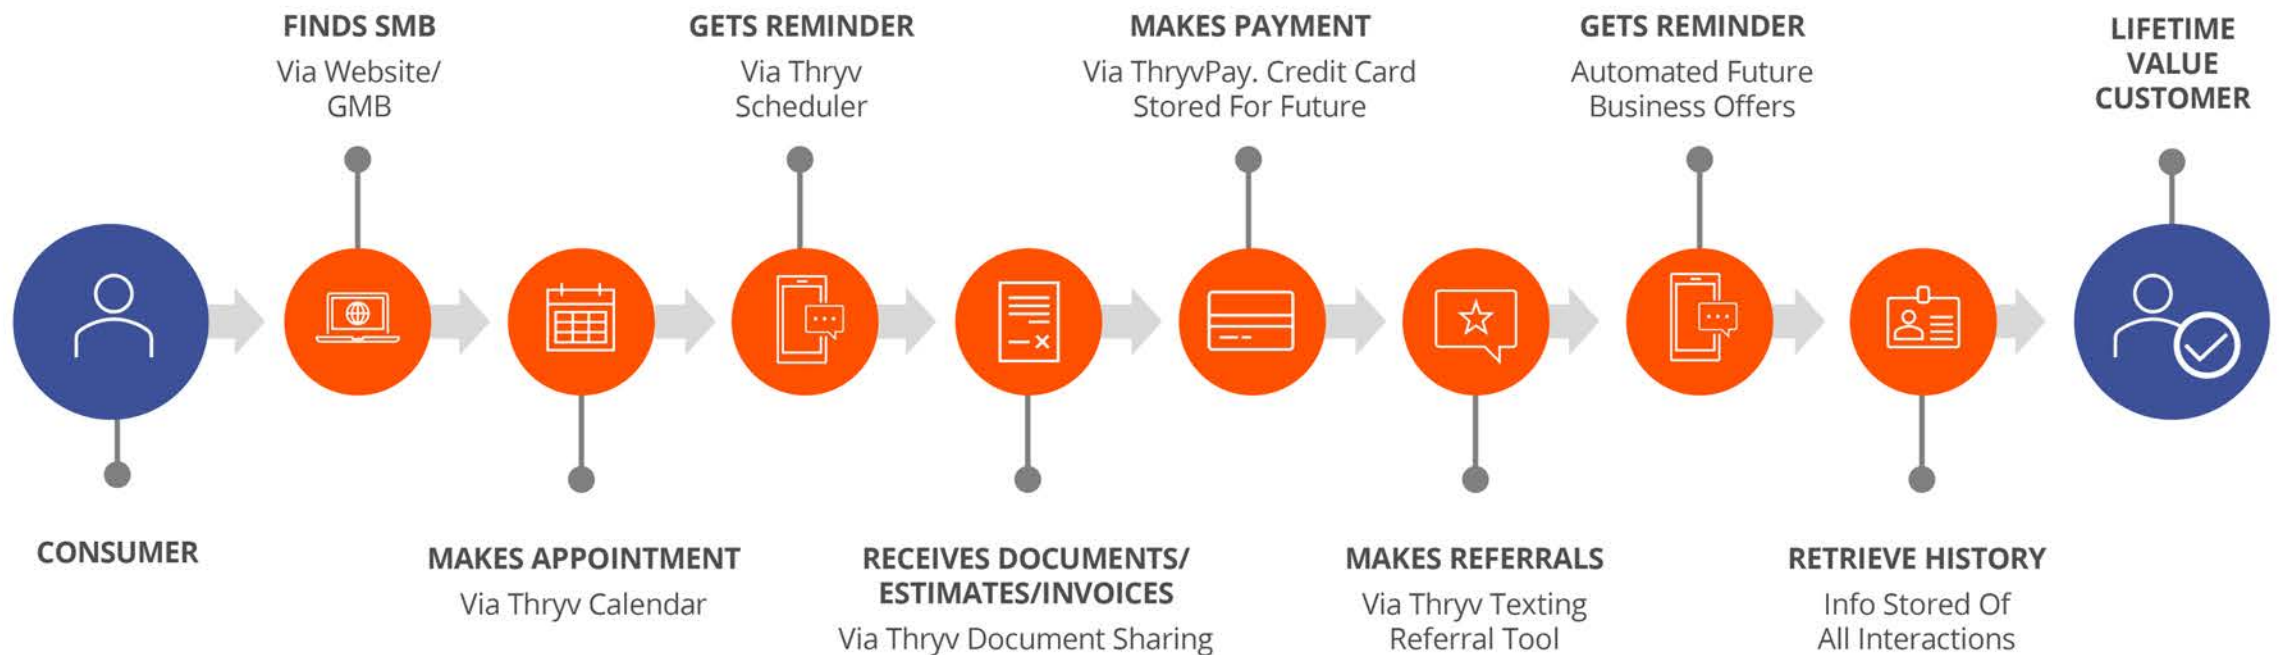 CONSUMER
FINDS SMB
Via Website/
GMB
MAKES APPOINTMENT
Via Thryv Calendar
GETS REMINDER
Via Thryv
Scheduler
RECEIVES DOCUMENTS/
ESTIMATES/INVOICES
Via Thryv Document Sharing
MAKES PAYMENT
Via ThryvPay. Credit Card
Stored For Future
MAKES REFERRALS
Via Thryv Texting
Referral Tool
GETS REMINDER
Automated Future
Business Offers
RETRIEVE HISTORY
Info Stored Of
All Interactions
LIFETIME
VALUE
CUSTOMER